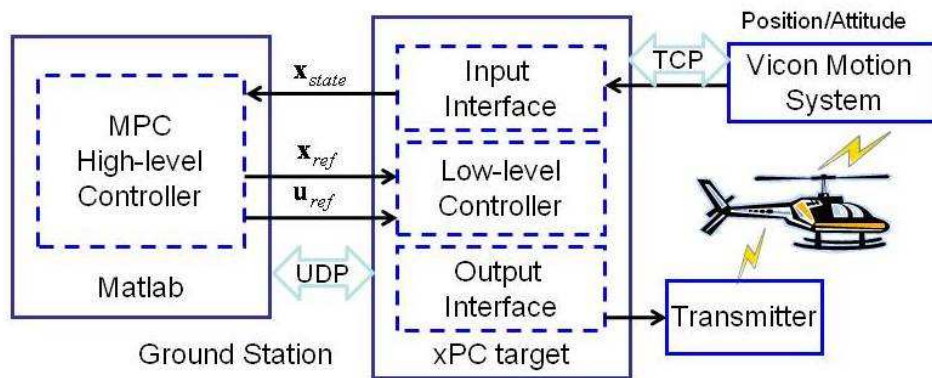 MPC
High-level
Controller
Matlab
x_state
x_ref
u_ref
UDP
Ground Station
Input
Interface
Low-level
Controller
Output
Interface
xPC target
TCP
Position/Attitude
Vicon Motion
System
Transmitter